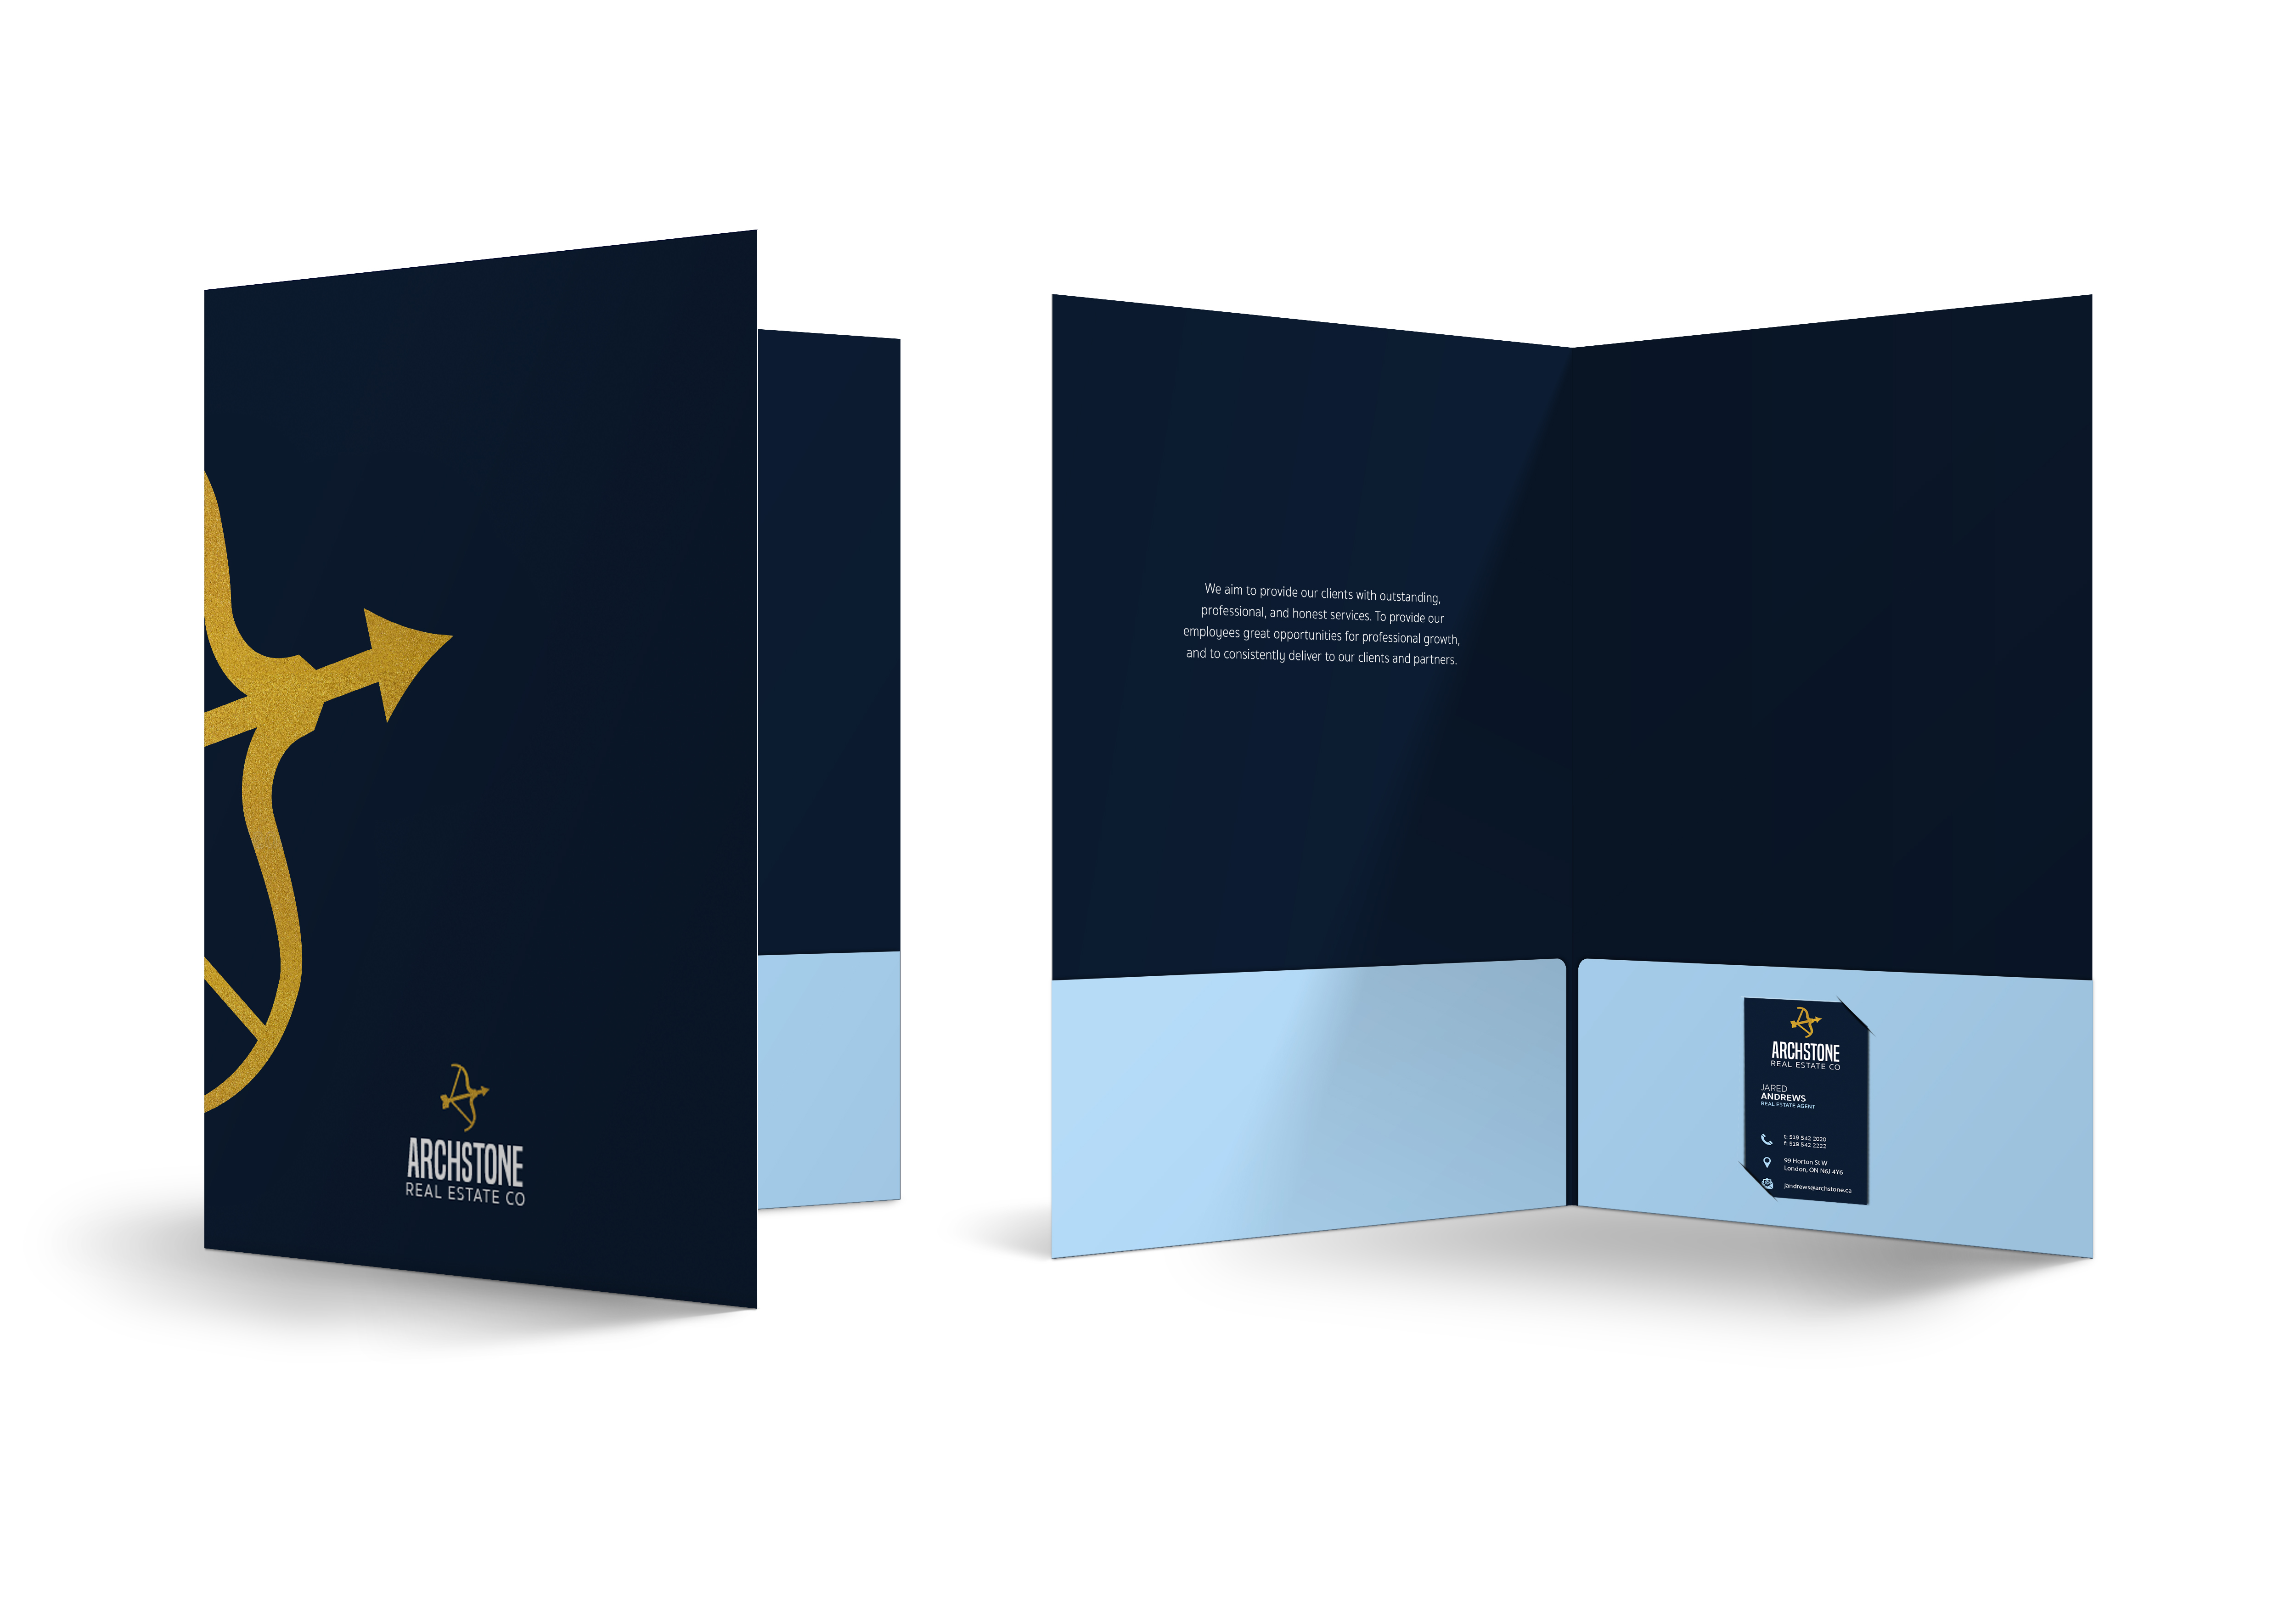 ARCHSTONE
REAL ESTATE CO
We aim to provide our clients with outstanding,
professional, and honest services. To provide our
employees great opportunities for professional growth,
and to consistently deliver to our clients and partners.
ARCHSTONE
REAL ESTATE CO
JARED
ANDREWS
REAL ESTATE AGENT
t: 519 542 2020
f: 519 542 2222
99 Horton St W
London, ON N6J 4Y6
jandrews@archstone.ca